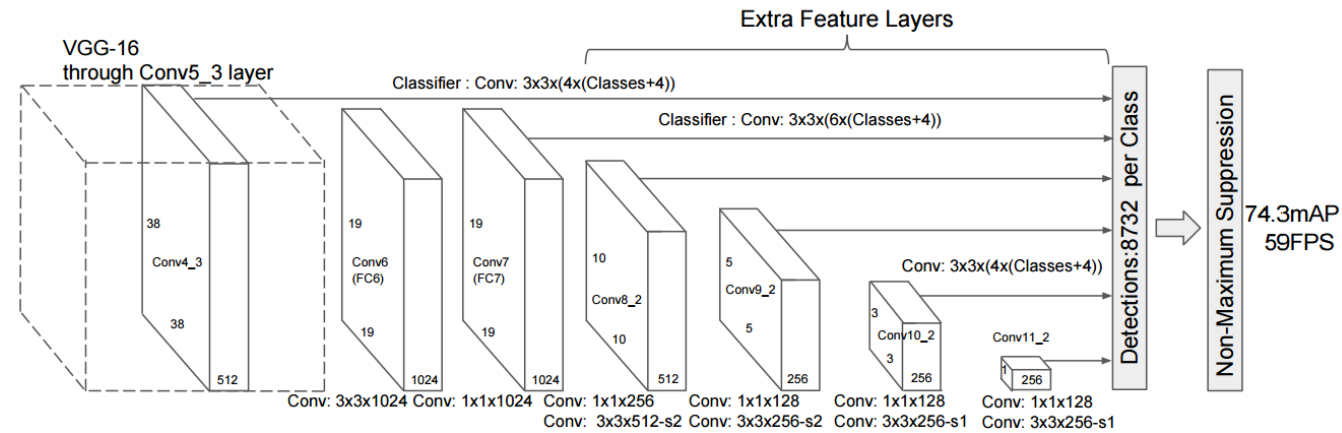 Extra Feature Layers
VGG-16
through Conv5_3 layer
Classifier : Conv: 3x3x(4x(Classes+4))
Classifier : Conv: 3x3x(6x(Classes+4))
Conv: 3x3x(4x(Classes+4))
38
Conv4_3
38
512
19
Conv6
(FC6)
19
1024
19
Conv7
(FC7)
19
1024
10
Conv8_2
10
512
5
Conv9_2
5
256
3
Conv10_2
3
256
Conv11_2
1
256
Conv: 3x3x1024
Conv: 1x1x1024
Conv: 1x1x256
Conv: 3x3x512-s2
Conv: 1x1x128
Conv: 3x3x256-s2
Conv: 1x1x128
Conv: 3x3x256-s1
Conv: 1x1x128
Conv: 3x3x256-s1
Detections:8732 per Class
Non-Maximum Suppression
74.3mAP
59FPS